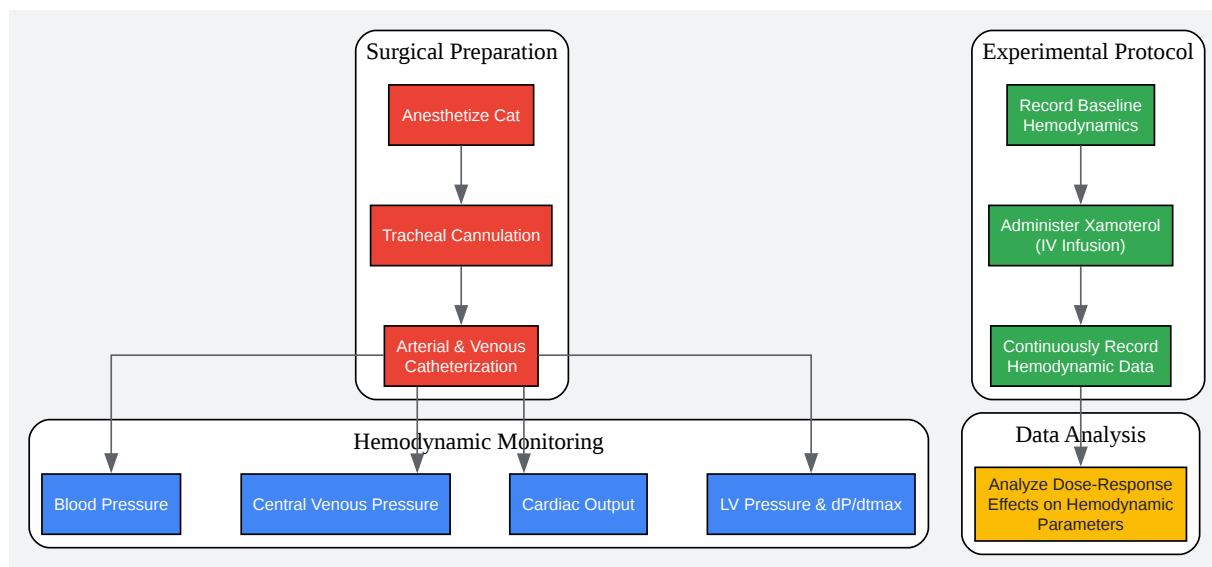 Surgical Preparation
Anesthetize Cat
Tracheal Cannulation
Arterial & Venous
Catheterization
Hemodynamic Monitoring
Blood Pressure
Central Venous Pressure
Cardiac Output
LV Pressure & dP/dtmax
Experimental Protocol
Record Baseline
Hemodynamics
Administer Xamoterol
(IV Infusion)
Continuously Record
Hemodynamic Data
Data Analysis
Analyze Dose-Response
Effects on Hemodynamic
Parameters